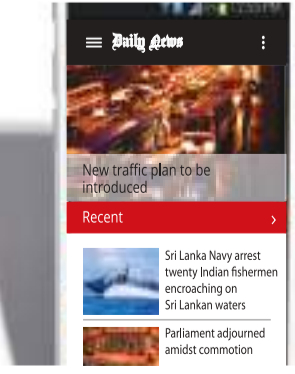 Daily News
New traffic plan to be
introduced
Recent
Sri Lanka Navy arrest
twenty Indian fishermen
encroaching on
Sri Lankan waters
Parliament adjourned
amidst commotion